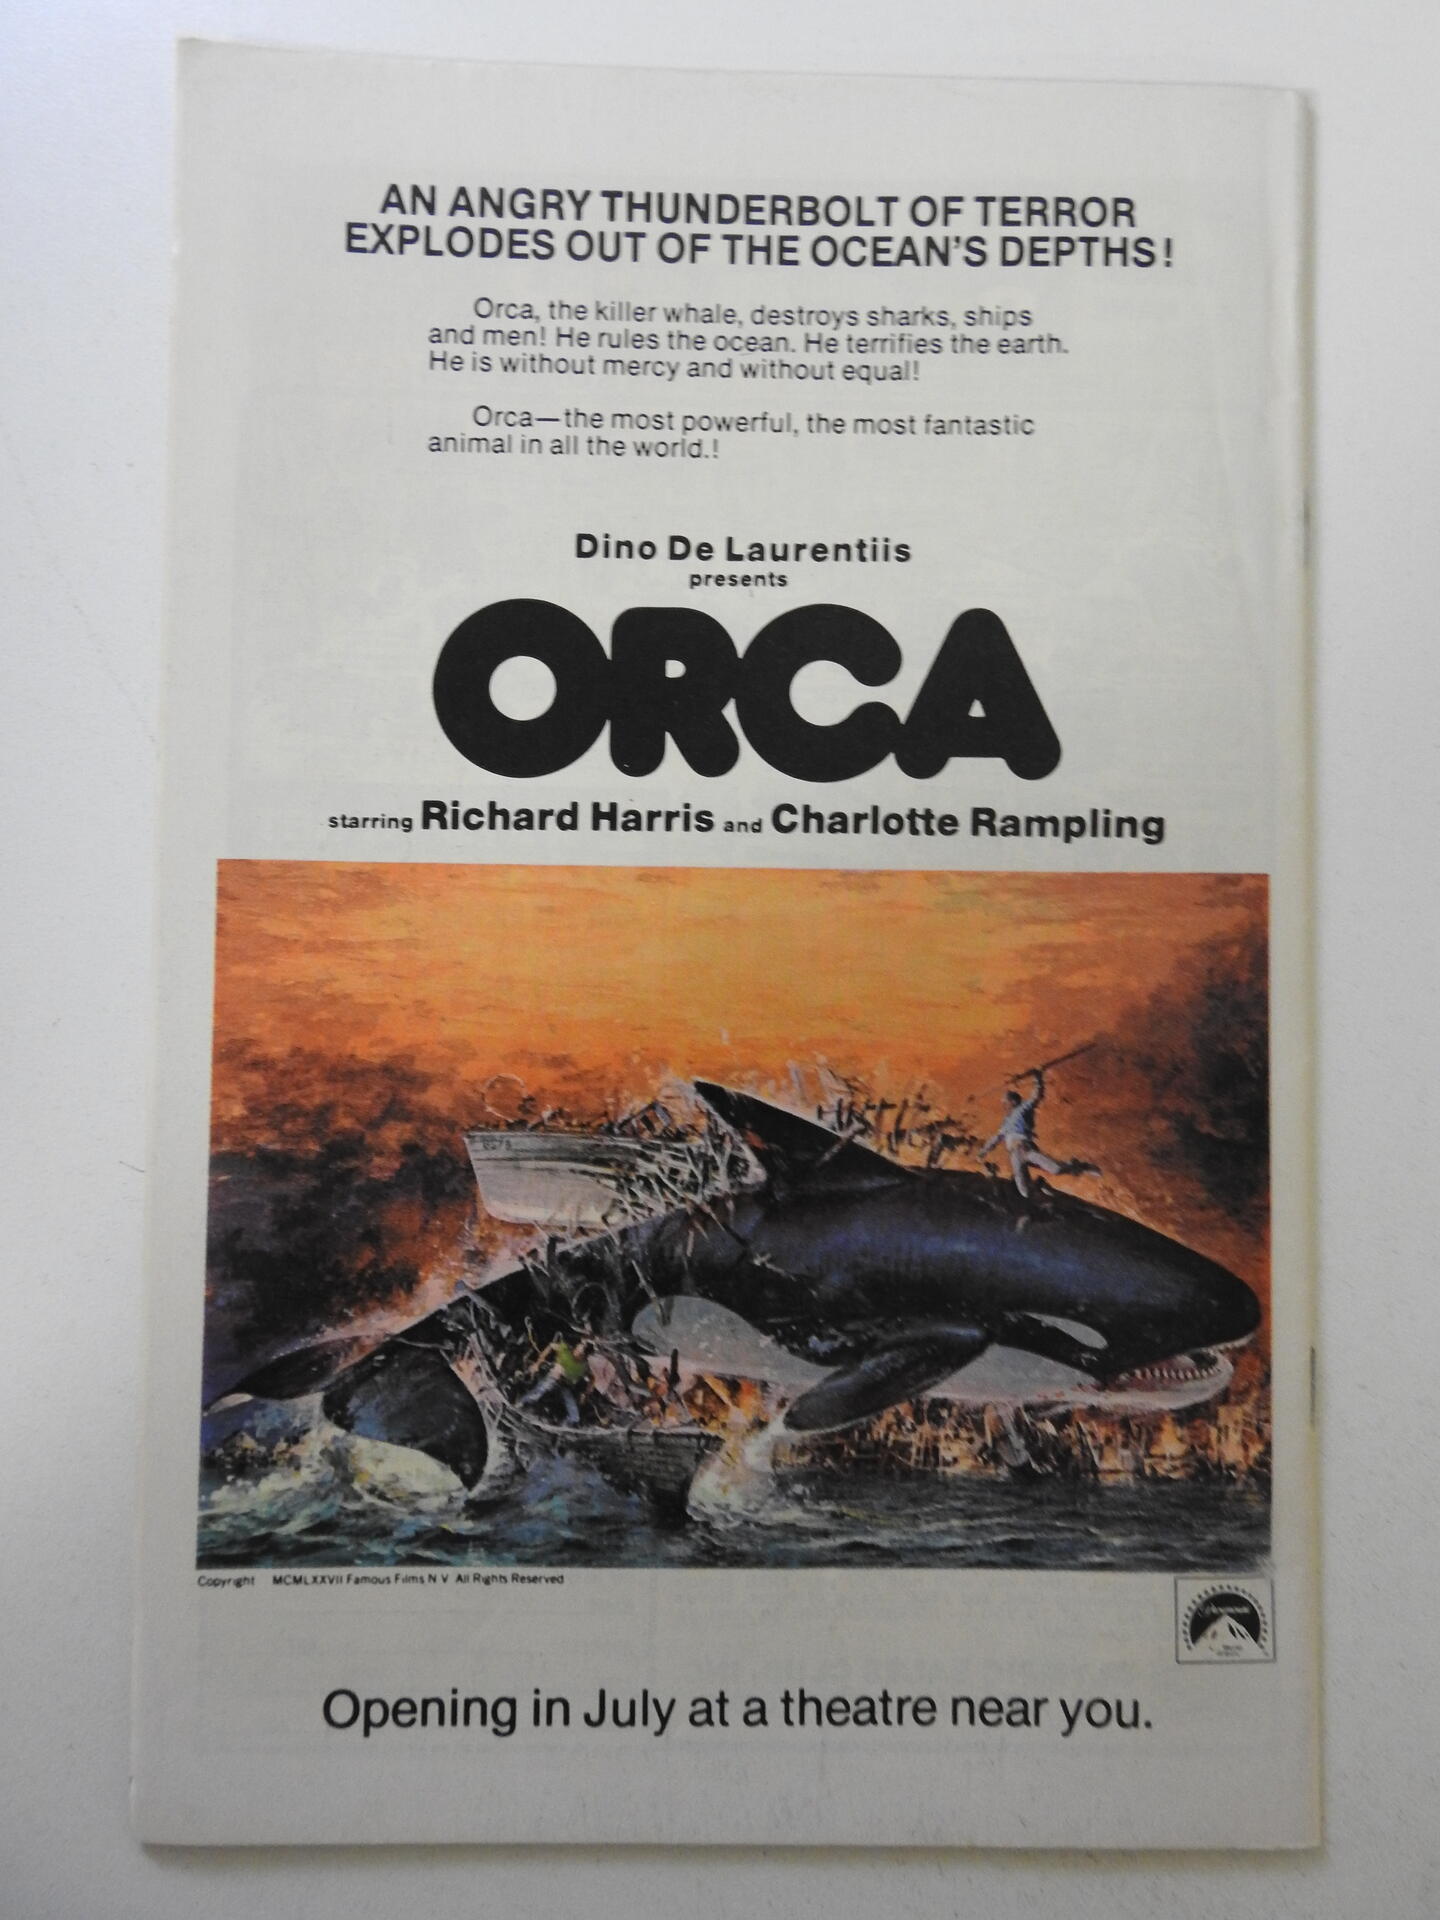 AN ANGRY THUNDERBOLT OF TERROR
EXPLODES OUT OF THE OCEAN'S DEPTHS!
Orca, the killer whale, destroys sharks, ships
and men! He rules the ocean. He terrifies the earth.
He is without mercy and without equal!
Orca—the most powerful, the most fantastic
animal in all the world.!
Dino De Laurentiis
presents
ORCA
starring Richard Harris and Charlotte Rampling
Copyright MCMLXXVII Famous Films N V All Rights Reserved
Paramount
Opening in July at a theatre near you.